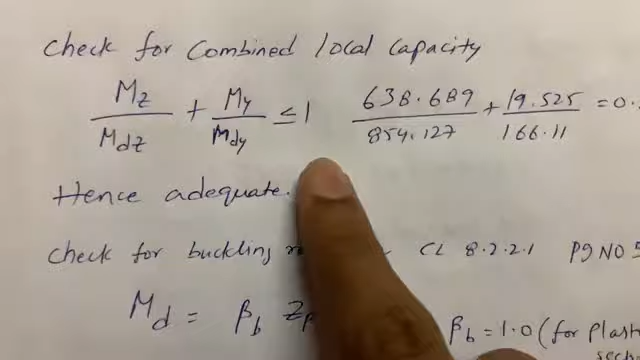 Check for Combined local Capacity
Mz/Mdz + My/Mdy ≤ 1 638.689/854.127 + 19.525/166.11 = 0.
Hence adequate.
Check for buckling CL 8.2.2.1 Pg NO 5
Md = βb Zp βb = 1.0 (for plast
sec